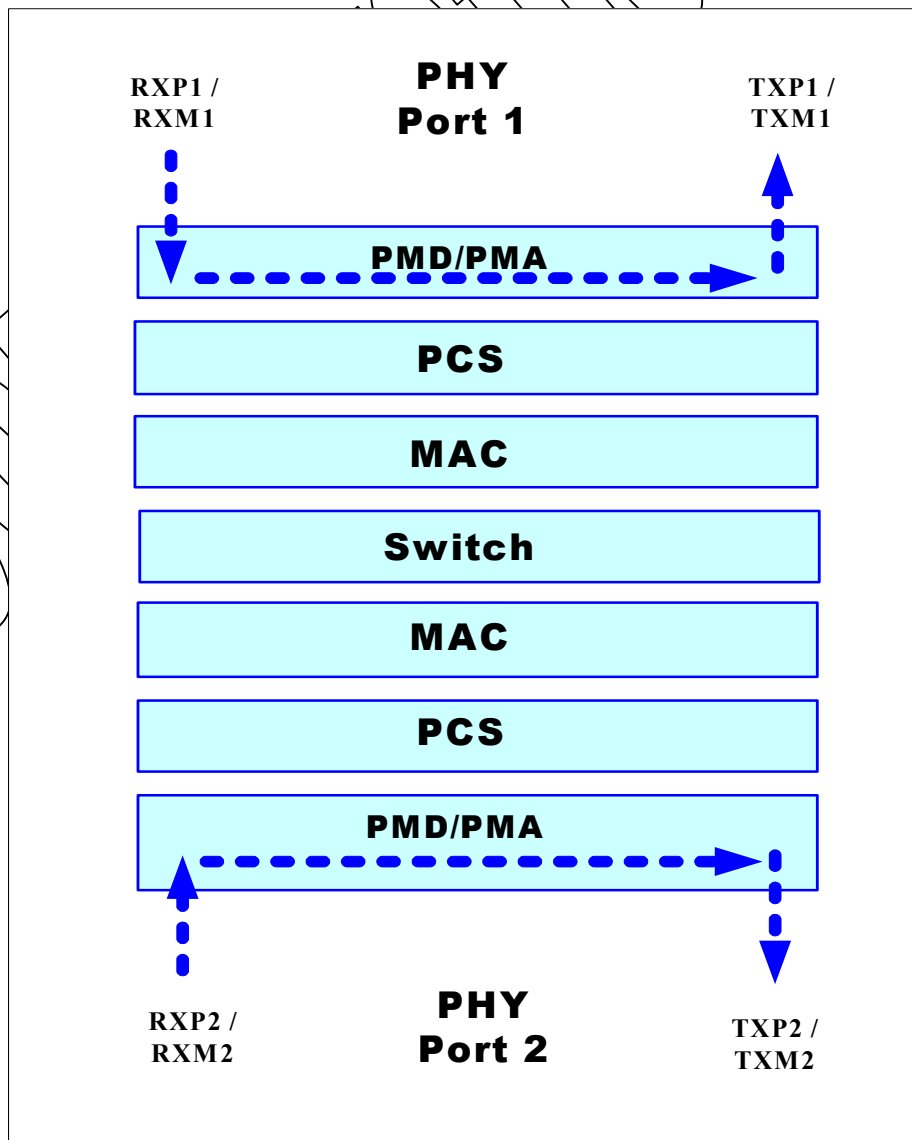 RXP1 /
RXM1
PHY
Port 1
TXP1 /
TXM1
PMD/PMA
PCS
MAC
Switch
MAC
PCS
PMD/PMA
RXP2 /
RXM2
PHY
Port 2
TXP2 /
TXM2